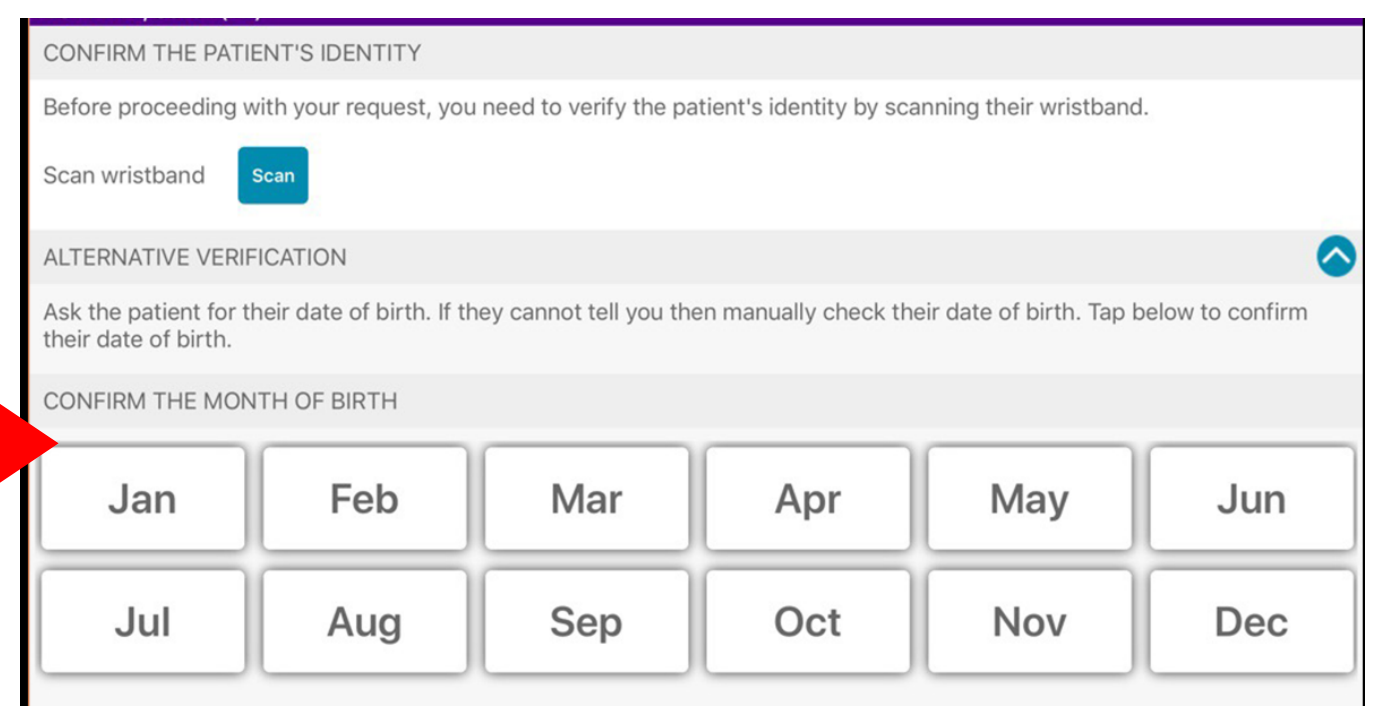 CONFIRM THE PATIENT'S IDENTITY
Before proceeding with your request, you need to verify the patient's identity by scanning their wristband.
Scan wristband Scan
ALTERNATIVE VERIFICATION
Ask the patient for their date of birth. If they cannot tell you then manually check their date of birth. Tap below to confirm
their date of birth.
CONFIRM THE MONTH OF BIRTH
Jan Feb Mar Apr May Jun
Jul Aug Sep Oct Nov Dec